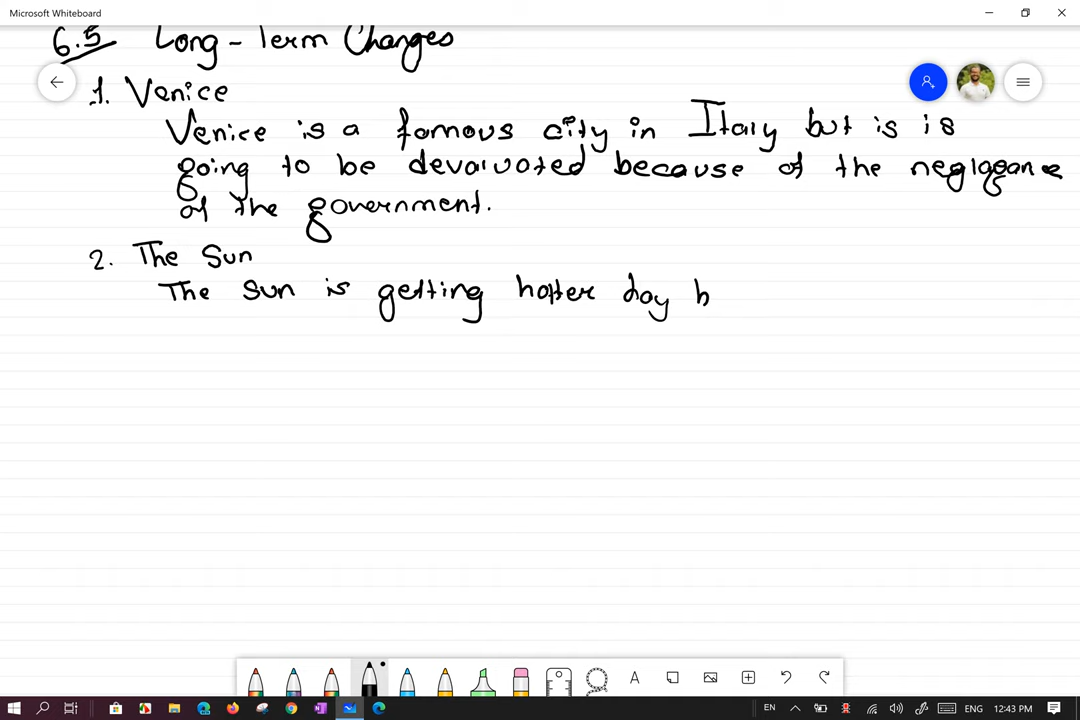 Microsoft Whiteboard
6.5 Long-Term Changes
1. Venice
Venice is a famous city in Italy but is is
going to be devaluated because of the neglageance
of the government.
2. The Sun
The Sun is getting hotter day b
A
EN
ENG
12:43 PM